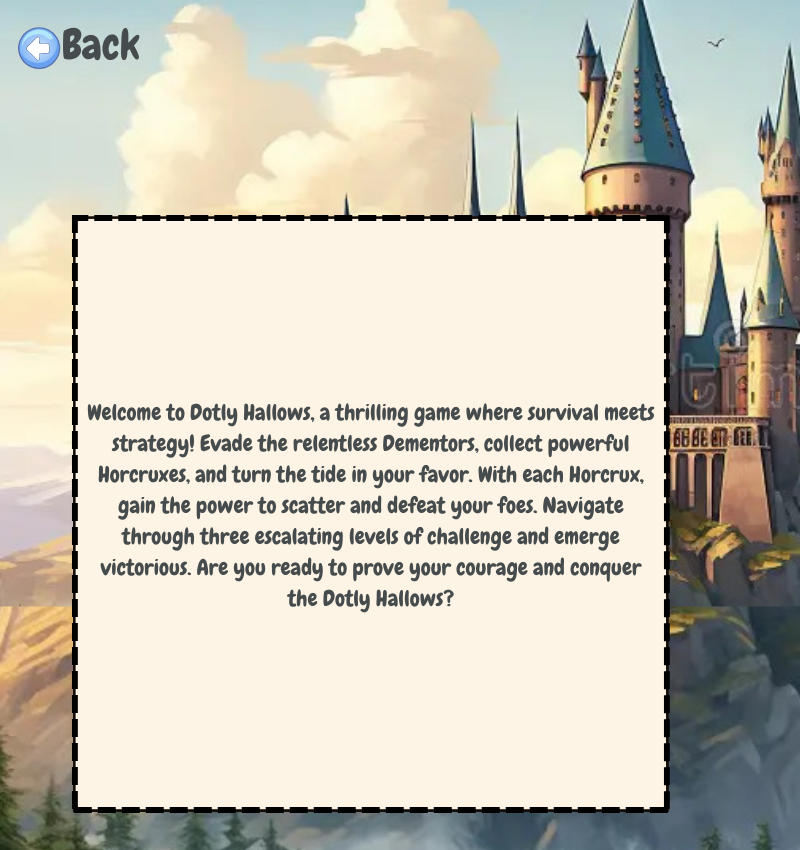 Back
Welcome to Dotly Hallows, a thrilling game where survival meets
strategy! Evade the relentless Dementors, collect powerful
Horcruxes, and turn the tide in your favor. With each Horcrux,
gain the power to scatter and defeat your foes. Navigate
through three escalating levels of challenge and emerge
victorious. Are you ready to prove your courage and conquer
the Dotly Hallows?